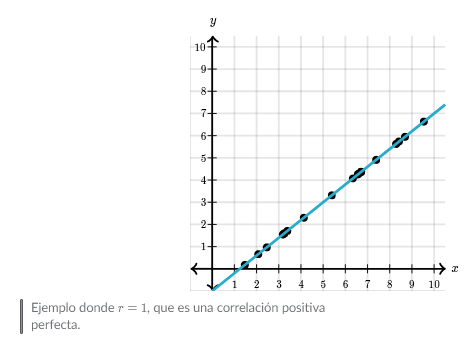 y
10
9
8
7
6
5
4
3
2
1
1 2 3 4 5 6 7 8 9 10 x
Ejemplo donde r = 1, que es una correlación positiva
perfecta.